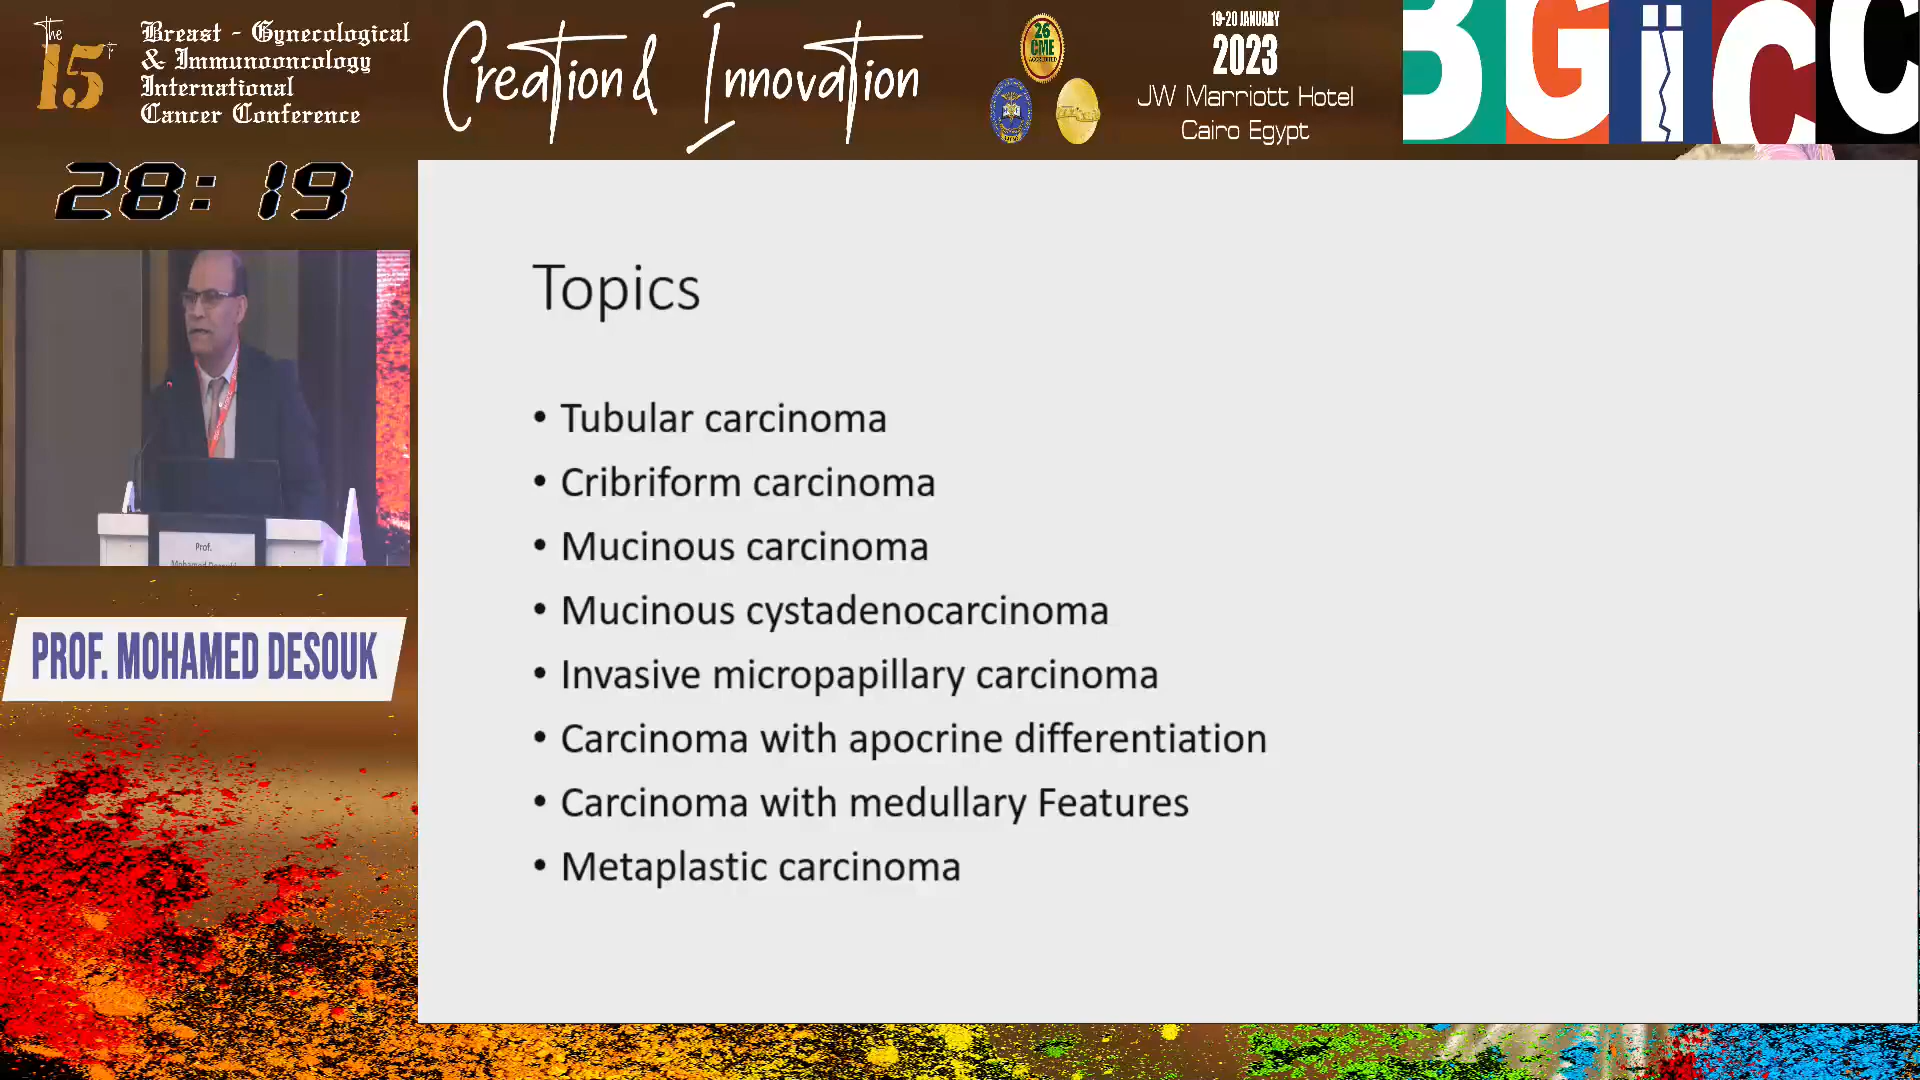 The
15th
Breast - Gynecological
& Immunooncology
International
Cancer Conference
Creation & Innovation
26
CME
ACCREDITED
19-20 JANUARY
2023
JW Marriott Hotel
Cairo Egypt
BGiCC
28: 19
Prof.
PROF. MOHAMED DESOUK
Topics
• Tubular carcinoma
• Cribriform carcinoma
• Mucinous carcinoma
• Mucinous cystadenocarcinoma
• Invasive micropapillary carcinoma
• Carcinoma with apocrine differentiation
• Carcinoma with medullary Features
• Metaplastic carcinoma